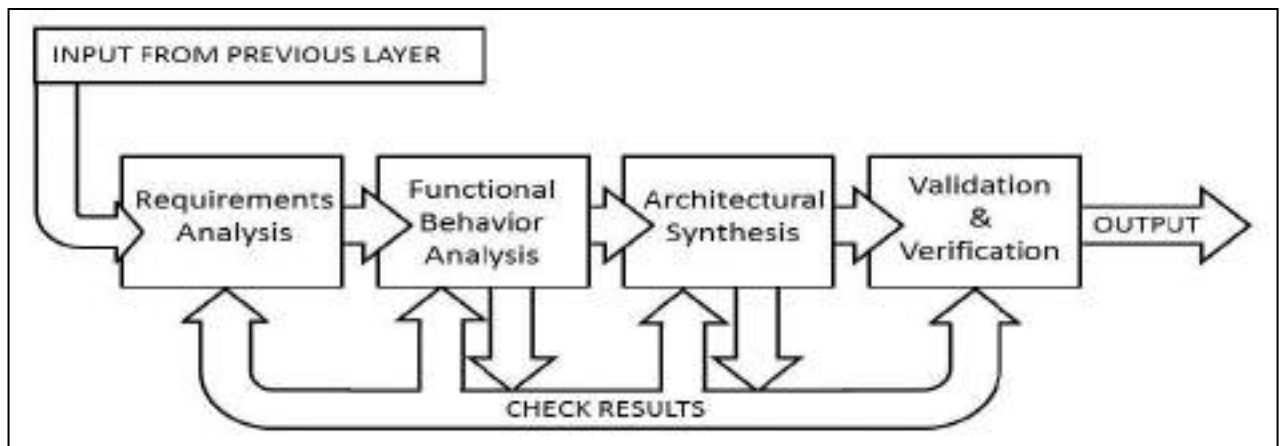 INPUT FROM PREVIOUS LAYER
Requirements
Analysis
Functional
Behavior
Analysis
Architectural
Synthesis
Validation
&
Verification
OUTPUT
CHECK RESULTS